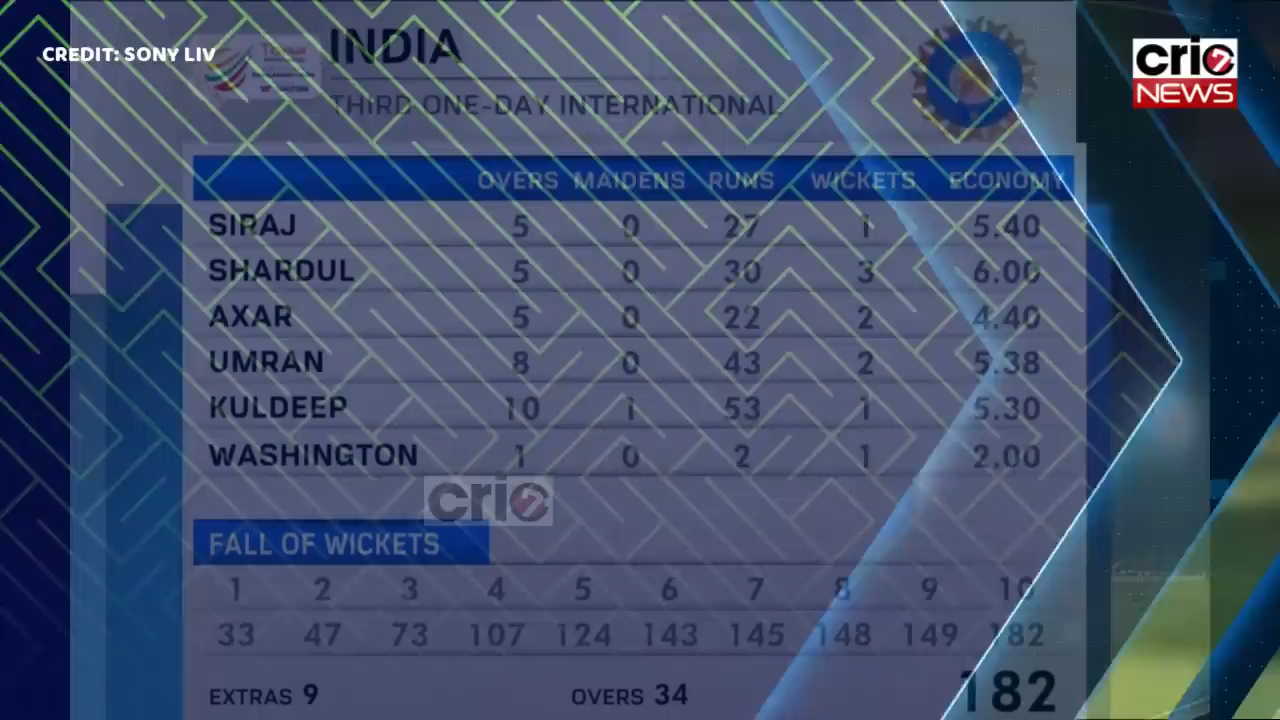 CREDIT: SONY LIV
INDIA
THIRD ONE-DAY INTERNATIONAL
cric7
NEWS
OVERS MAIDENS RUNS WICKETS ECONOMY
SIRAJ 5 0 27 1 5.40
SHARDUL 5 0 30 3 6.00
AXAR 5 0 22 2 4.40
UMRAN 8 0 43 2 5.38
KULDEEP 10 1 53 1 5.30
WASHINGTON 1 0 2 1 2.00
cric7
FALL OF WICKETS
1 2 3 4 5 6 7 8 9 10
33 47 73 107 124 143 145 148 149 182
EXTRAS 9 OVERS 34 182